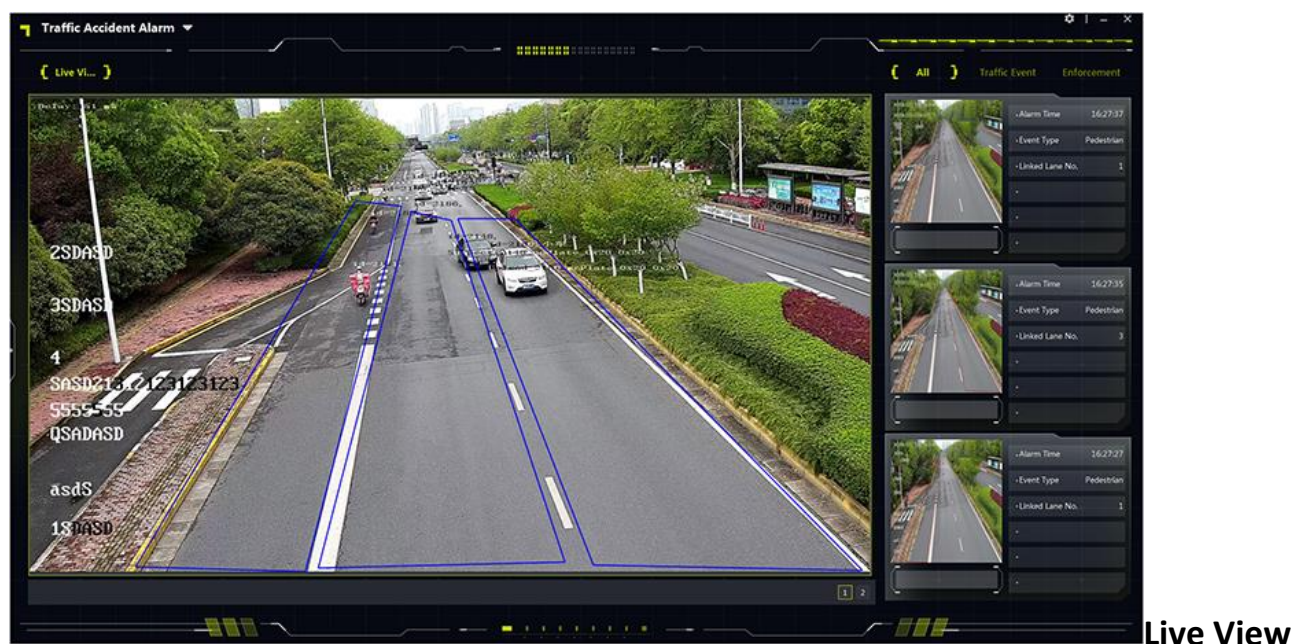 Traffic Accident Alarm
Live Vi...
All Traffic Event Enforcement
2SDASD
3SDASD
4
SASD21312123123123.
5555-55
QSADASD
asdS
1SDASD
Alarm Time 16:27:37
Event Type Pedestrian
Linked Lane No. 1
Alarm Time 16:27:35
Event Type Pedestrian
Linked Lane No. 3
Alarm Time 16:27:27
Event Type Pedestrian
Linked Lane No. 1
1 2
Live View